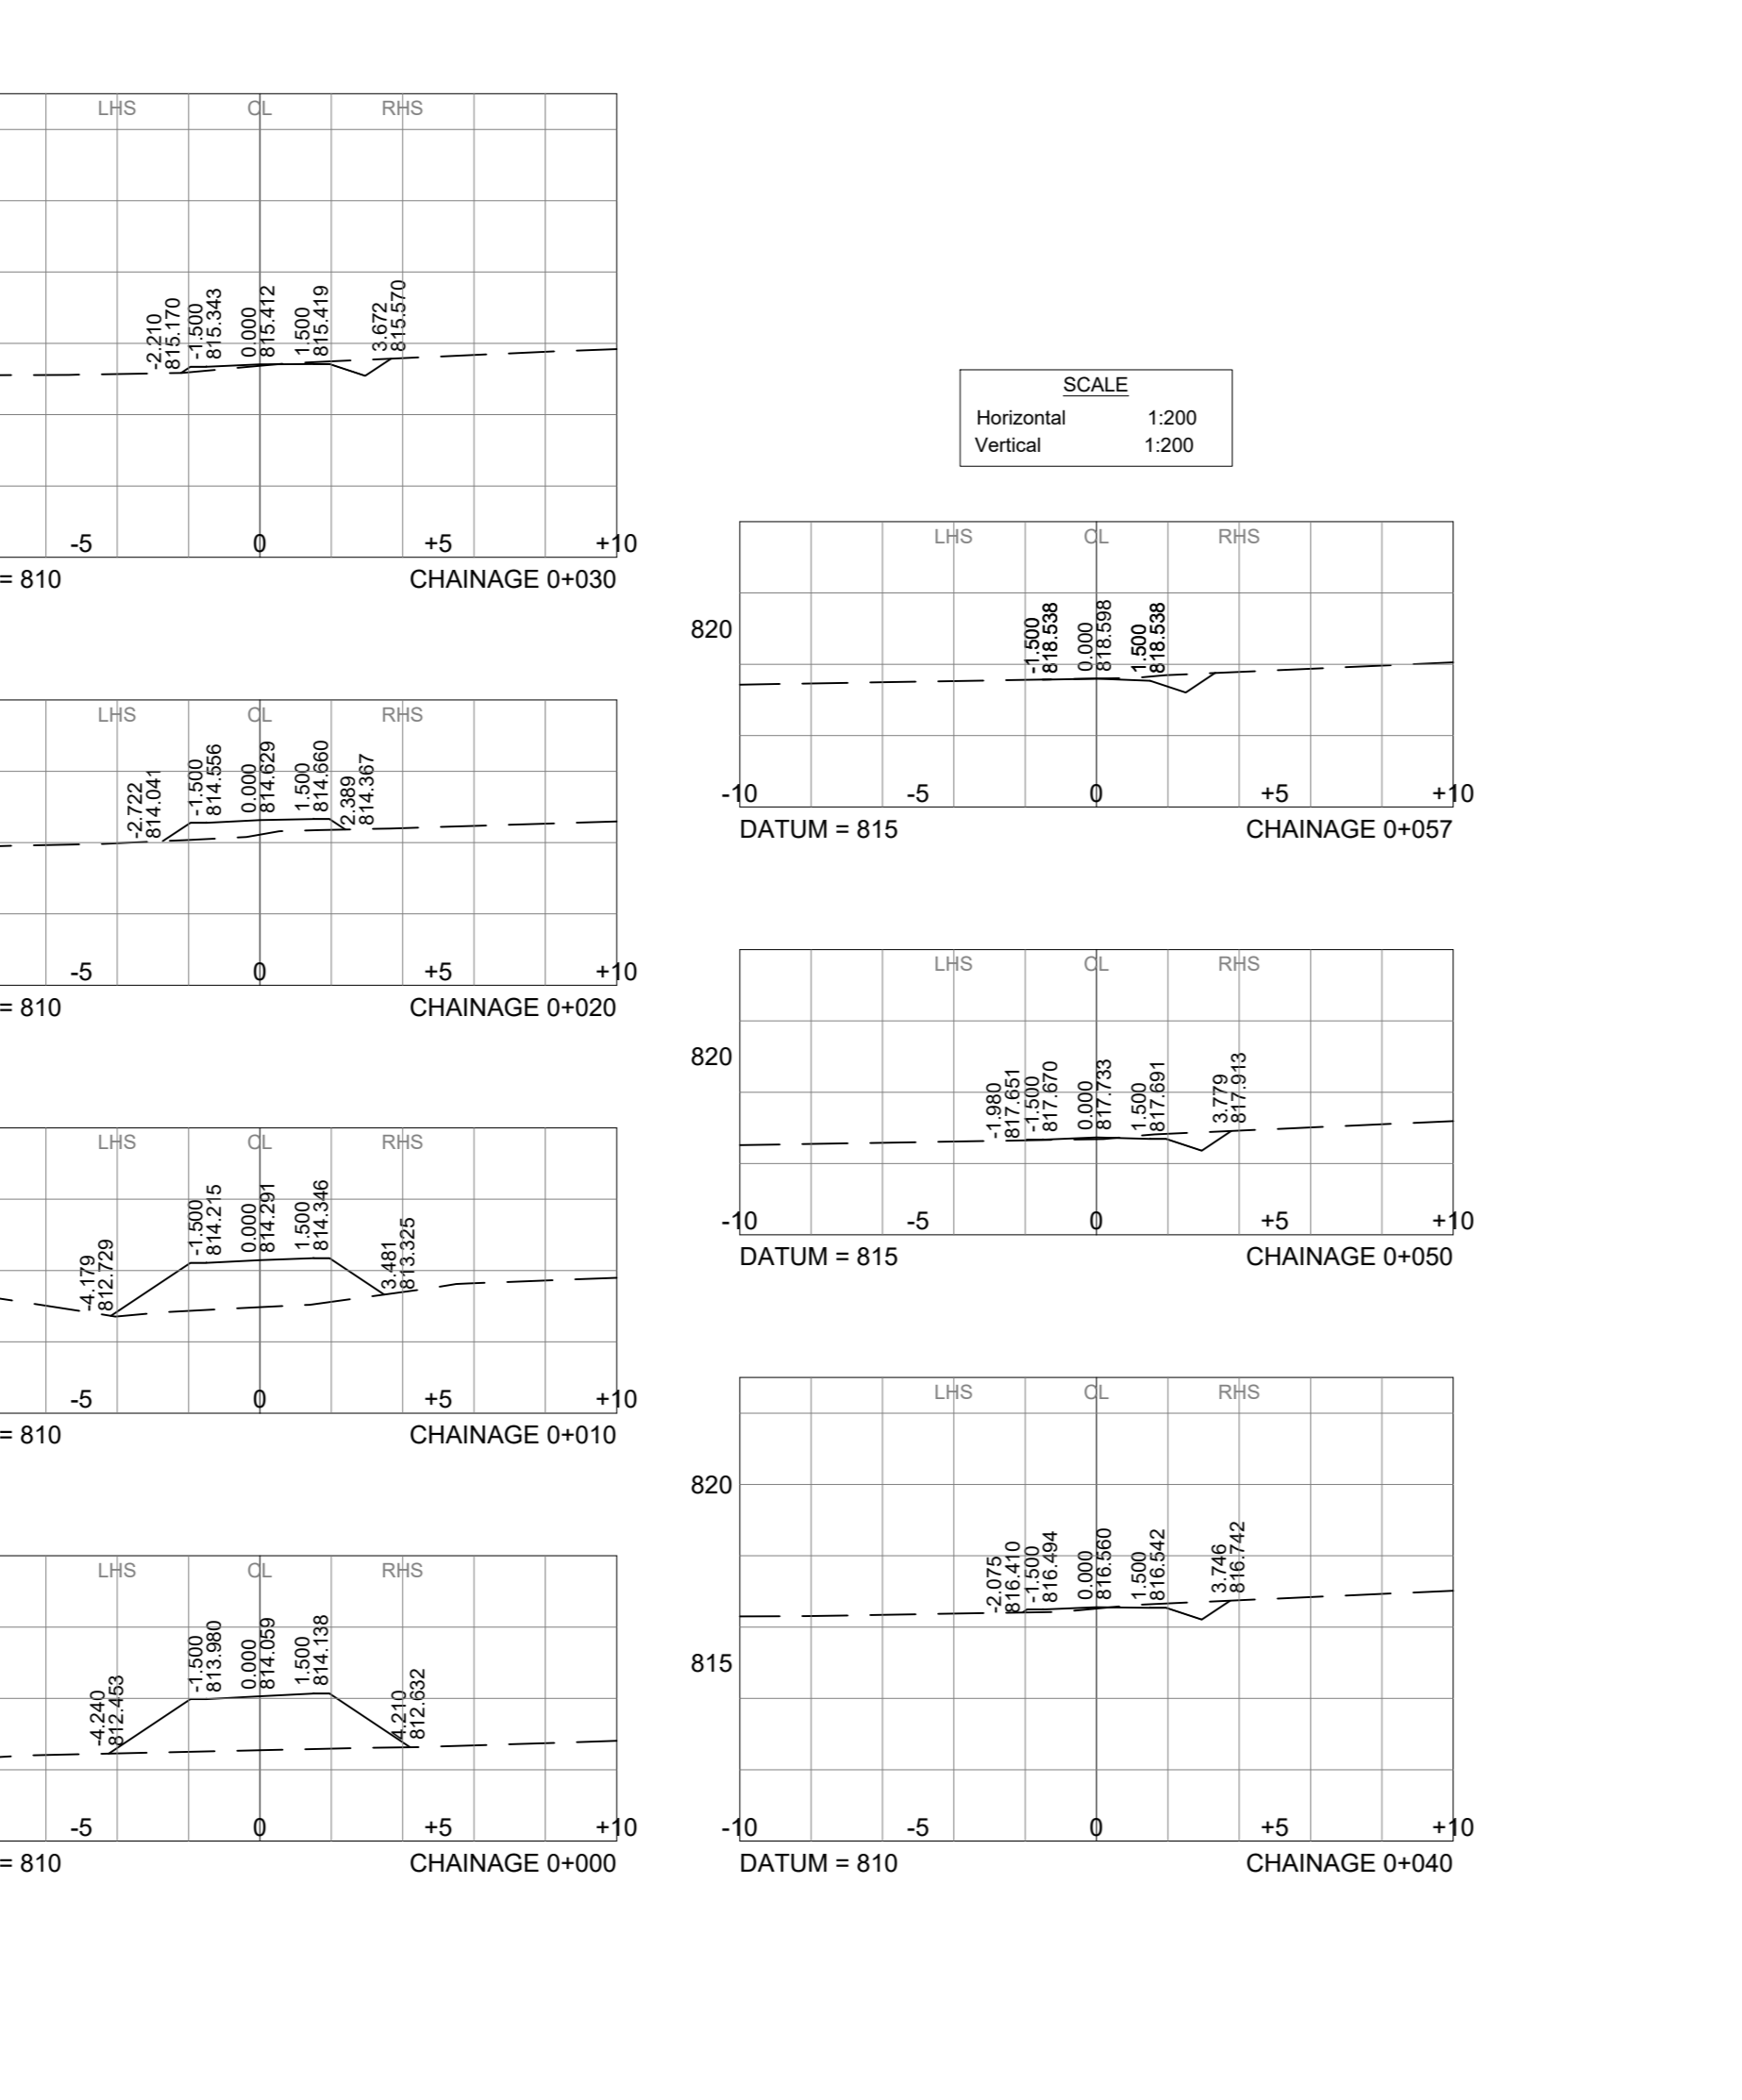 LHS CL RHS
-2.210
815.170
-1.500
815.343
0.000
815.412
1.500
815.419
3.672
815.570
-5 0 +5 +10
= 810 CHAINAGE 0+030
LHS CL RHS
-2.722
814.041
-1.500
814.556
0.000
814.629
1.500
814.660
2.389
814.367
-5 0 +5 +10
= 810 CHAINAGE 0+020
LHS CL RHS
-4.179
812.729
-1.500
814.215
0.000
814.291
1.500
814.346
3.481
813.325
-5 0 +5 +10
= 810 CHAINAGE 0+010
LHS CL RHS
-4.240
812.453
-1.500
813.980
0.000
814.059
1.500
814.138
4.210
812.632
-5 0 +5 +10
= 810 CHAINAGE 0+000
SCALE
Horizontal 1:200
Vertical 1:200
LHS CL RHS
820
-1.500
818.538
0.000
818.598
1.500
818.538
-10 -5 0 +5 +10
DATUM = 815 CHAINAGE 0+057
LHS CL RHS
820
-1.980
817.651
-1.500
817.670
0.000
817.733
1.500
817.691
3.779
817.913
-10 -5 0 +5 +10
DATUM = 815 CHAINAGE 0+050
LHS CL RHS
820
-2.075
816.410
-1.500
816.494
0.000
816.560
1.500
816.542
3.746
816.742
815
-10 -5 0 +5 +10
DATUM = 810 CHAINAGE 0+040